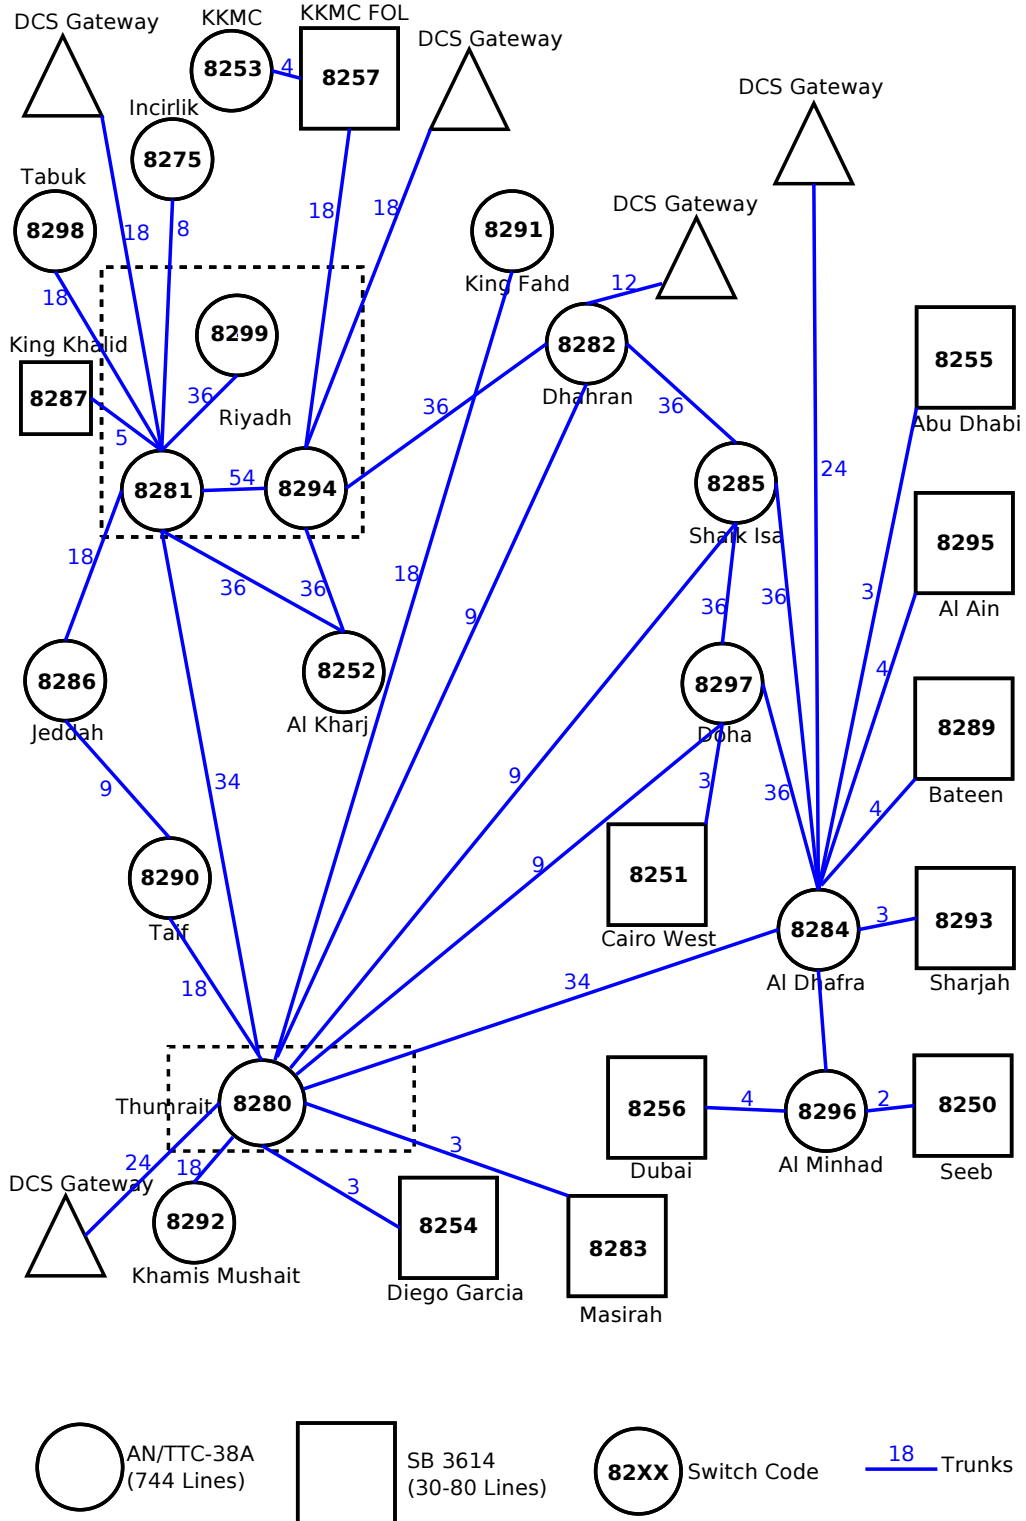 DCS Gateway
KKMC
KKMC FOL
DCS Gateway
8253
4
8257
DCS Gateway
Incirlik
8275
Tabuk
8298
18
8
18
18
8291
DCS Gateway
King Fahd
12
18
8299
8282
Dhahran
King Khalid
8287
36
Riyadh
5
36
36
8255
Abu Dhabi
8281
54
8294
8285
Shaik Isa
24
8295
Al Ain
18
36
36
18
9
36
36
3
4
8286
Jeddah
8252
Al Kharj
8297
Doha
8289
Bateen
9
34
9
3
36
4
8290
Taif
9
8251
Cairo West
8284
Al Dhafra
3
8293
Sharjah
18
34
Thumrait
8280
8256
Dubai
4
8296
Al Minhad
2
8250
Seeb
24
18
3
3
DCS Gateway
8292
Khamis Mushait
8254
Diego Garcia
8283
Masirah
AN/TTC-38A
(744 Lines)
SB 3614
(30-80 Lines)
82XX
Switch Code
18
Trunks